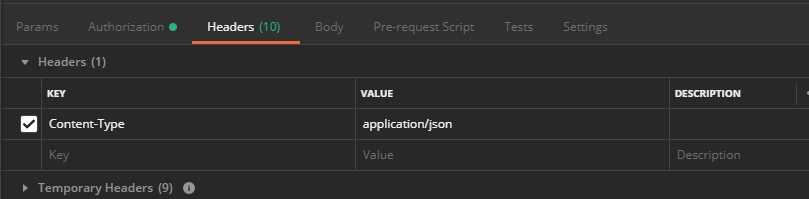 Params Authorization Headers (10) Body Pre-request Script Tests Settings
Headers (1)
KEY VALUE DESCRIPTION
Content-Type application/json
Key Value Description
Temporary Headers (9)